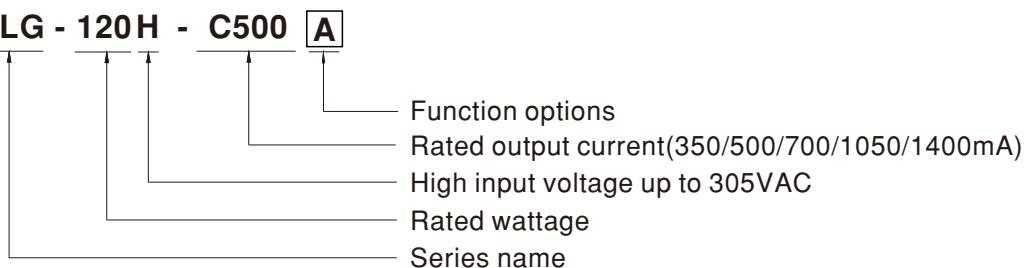 LG - 120H - C500 A
Function options
Rated output current(350/500/700/1050/1400mA)
High input voltage up to 305VAC
Rated wattage
Series name